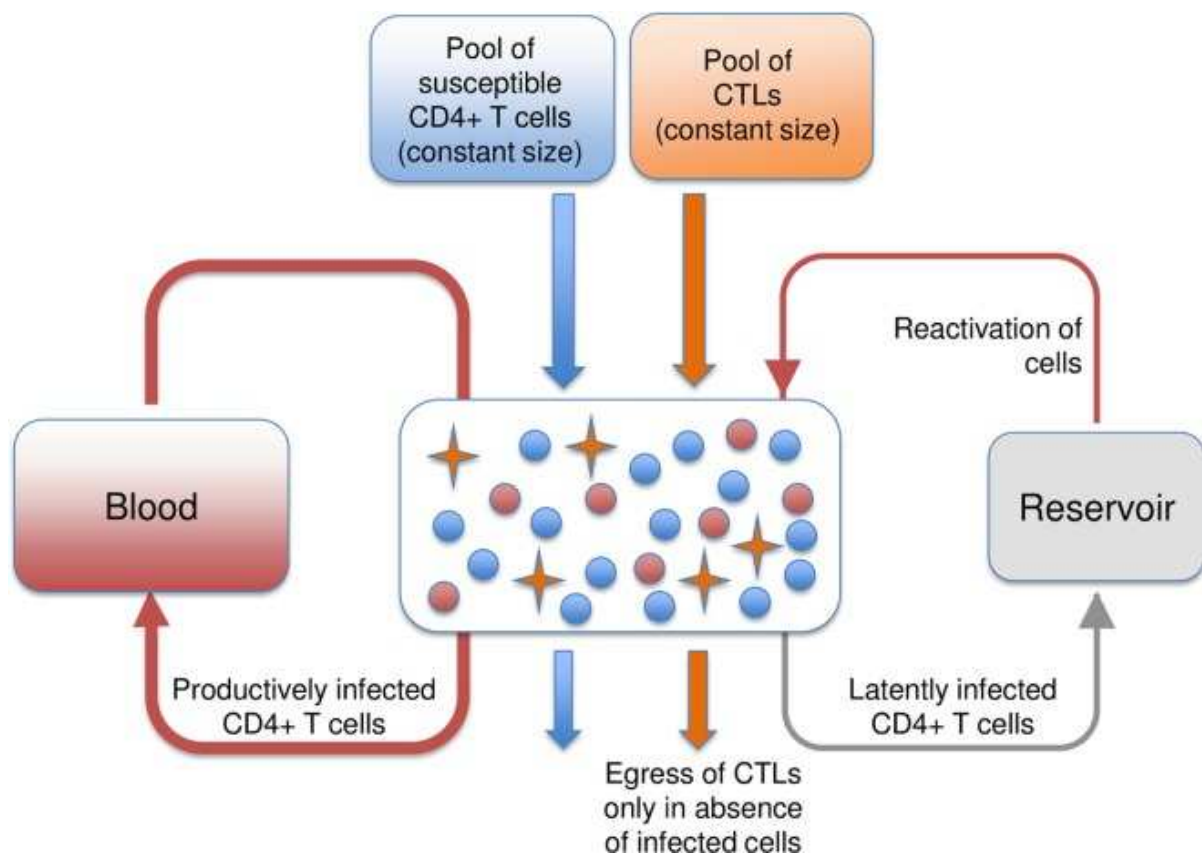 Pool of
susceptible
CD4+ T cells
(constant size)
Pool of
CTLs
(constant size)
Reactivation of
cells
Blood
Reservoir
Productively infected
CD4+ T cells
Latently infected
CD4+ T cells
Egress of CTLs
only in absence
of infected cells